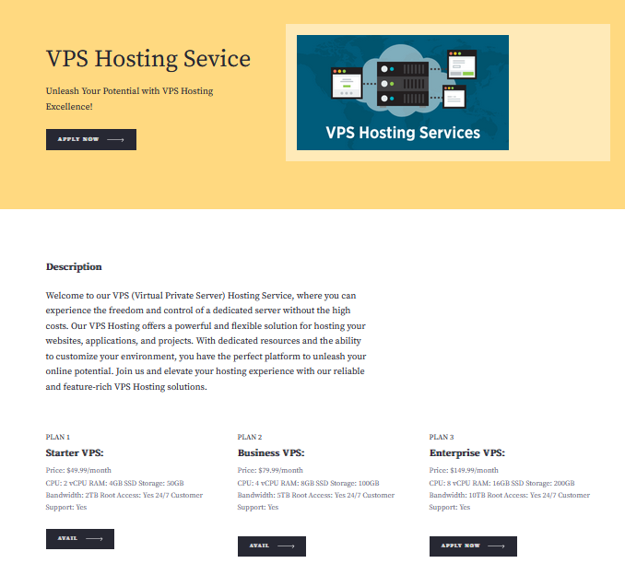 VPS Hosting Sevice
Unleash Your Potential with VPS Hosting
Excellence!
APPLY NOW
VPS Hosting Services
Description
Welcome to our VPS (Virtual Private Server) Hosting Service, where you can
experience the freedom and control of a dedicated server without the high
costs. Our VPS Hosting offers a powerful and flexible solution for hosting your
websites, applications, and projects. With dedicated resources and the ability
to customize your environment, you have the perfect platform to unleash your
online potential. Join us and elevate your hosting experience with our reliable
and feature-rich VPS Hosting solutions.
PLAN 1
Starter VPS:
Price: $49.99/month
CPU: 2 vCPU RAM: 4GB SSD Storage: 50GB
Bandwidth: 2TB Root Access: Yes 24/7 Customer
Support: Yes
AVAIL
PLAN 2
Business VPS:
Price: $79.99/month
CPU: 4 vCPU RAM: 8GB SSD Storage: 100GB
Bandwidth: 5TB Root Access: Yes 24/7 Customer
Support: Yes
AVAIL
PLAN 3
Enterprise VPS:
Price: $149.99/month
CPU: 8 vCPU RAM: 16GB SSD Storage: 200GB
Bandwidth: 10TB Root Access: Yes 24/7 Customer
Support: Yes
APPLY NOW